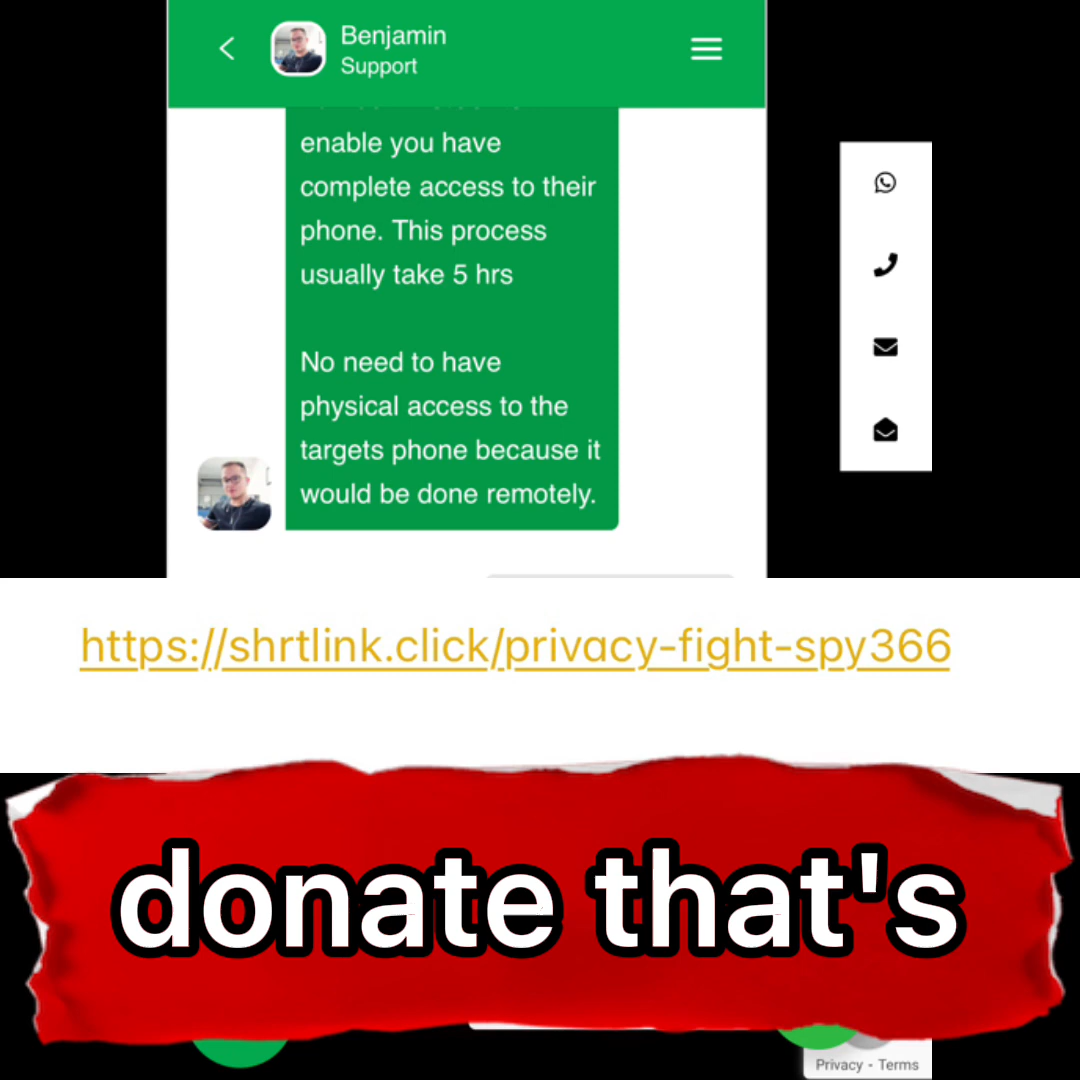 Benjamin
Support
enable you have
complete access to their
phone. This process
usually take 5 hrs
No need to have
physical access to the
targets phone because it
would be done remotely.
https://shrtlink.click/privacy-fight-spy366
donate that's
Privacy - Terms